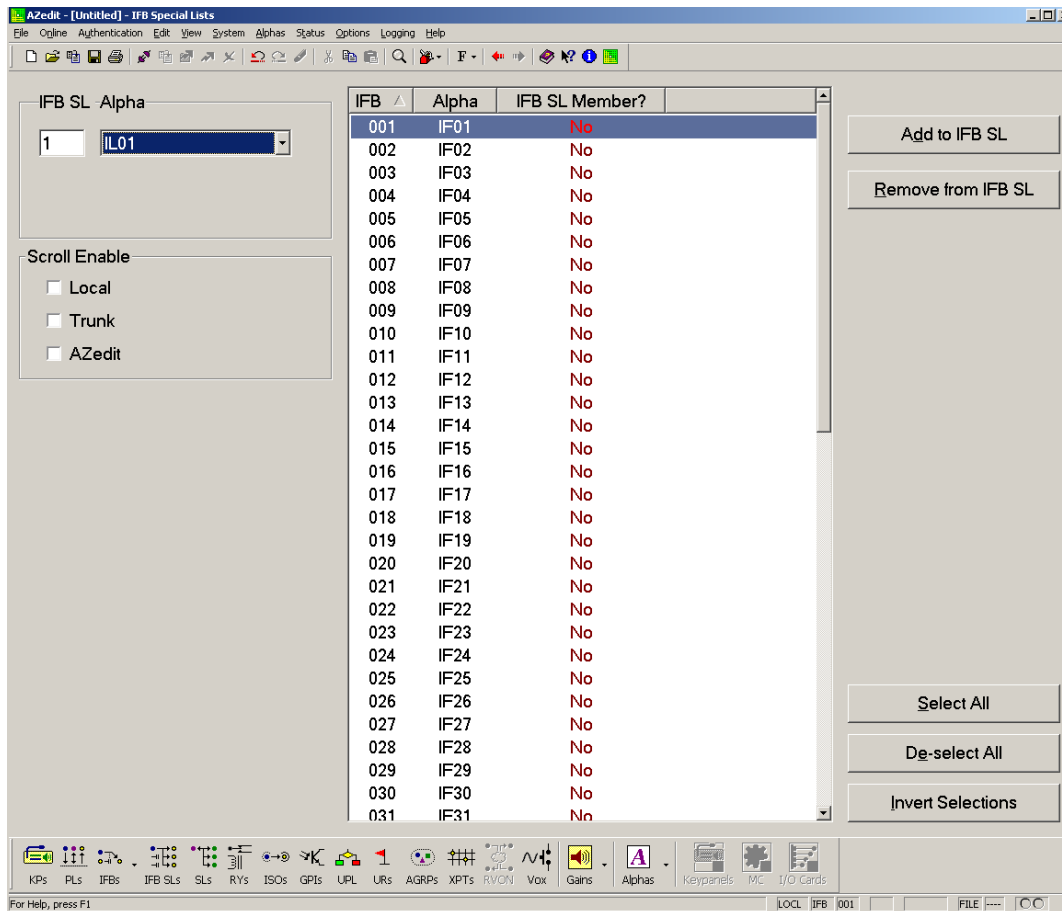 AZedit - [Untitled] - IFB Special Lists
File Online Authentication Edit View System Alphas Status Options Logging Help
F
IFB SL Alpha
1 IL01
Scroll Enable
Local
Trunk
AZedit
IFB Alpha IFB SL Member?
001 IF01 No
002 IF02 No
003 IF03 No
004 IF04 No
005 IF05 No
006 IF06 No
007 IF07 No
008 IF08 No
009 IF09 No
010 IF10 No
011 IF11 No
012 IF12 No
013 IF13 No
014 IF14 No
015 IF15 No
016 IF16 No
017 IF17 No
018 IF18 No
019 IF19 No
020 IF20 No
021 IF21 No
022 IF22 No
023 IF23 No
024 IF24 No
025 IF25 No
026 IF26 No
027 IF27 No
028 IF28 No
029 IF29 No
030 IF30 No
031 IF31 No
Add to IFB SL
Remove from IFB SL
Select All
De-select All
Invert Selections
KPs PLs IFBs IFB SLs SLs RYs ISOs GPIs UPL URs AGRPs XPTs RVON Vox Gains Alphas Keypanels MC I/O Cards
For Help, press F1 LOCL IFB 001 FILE ----